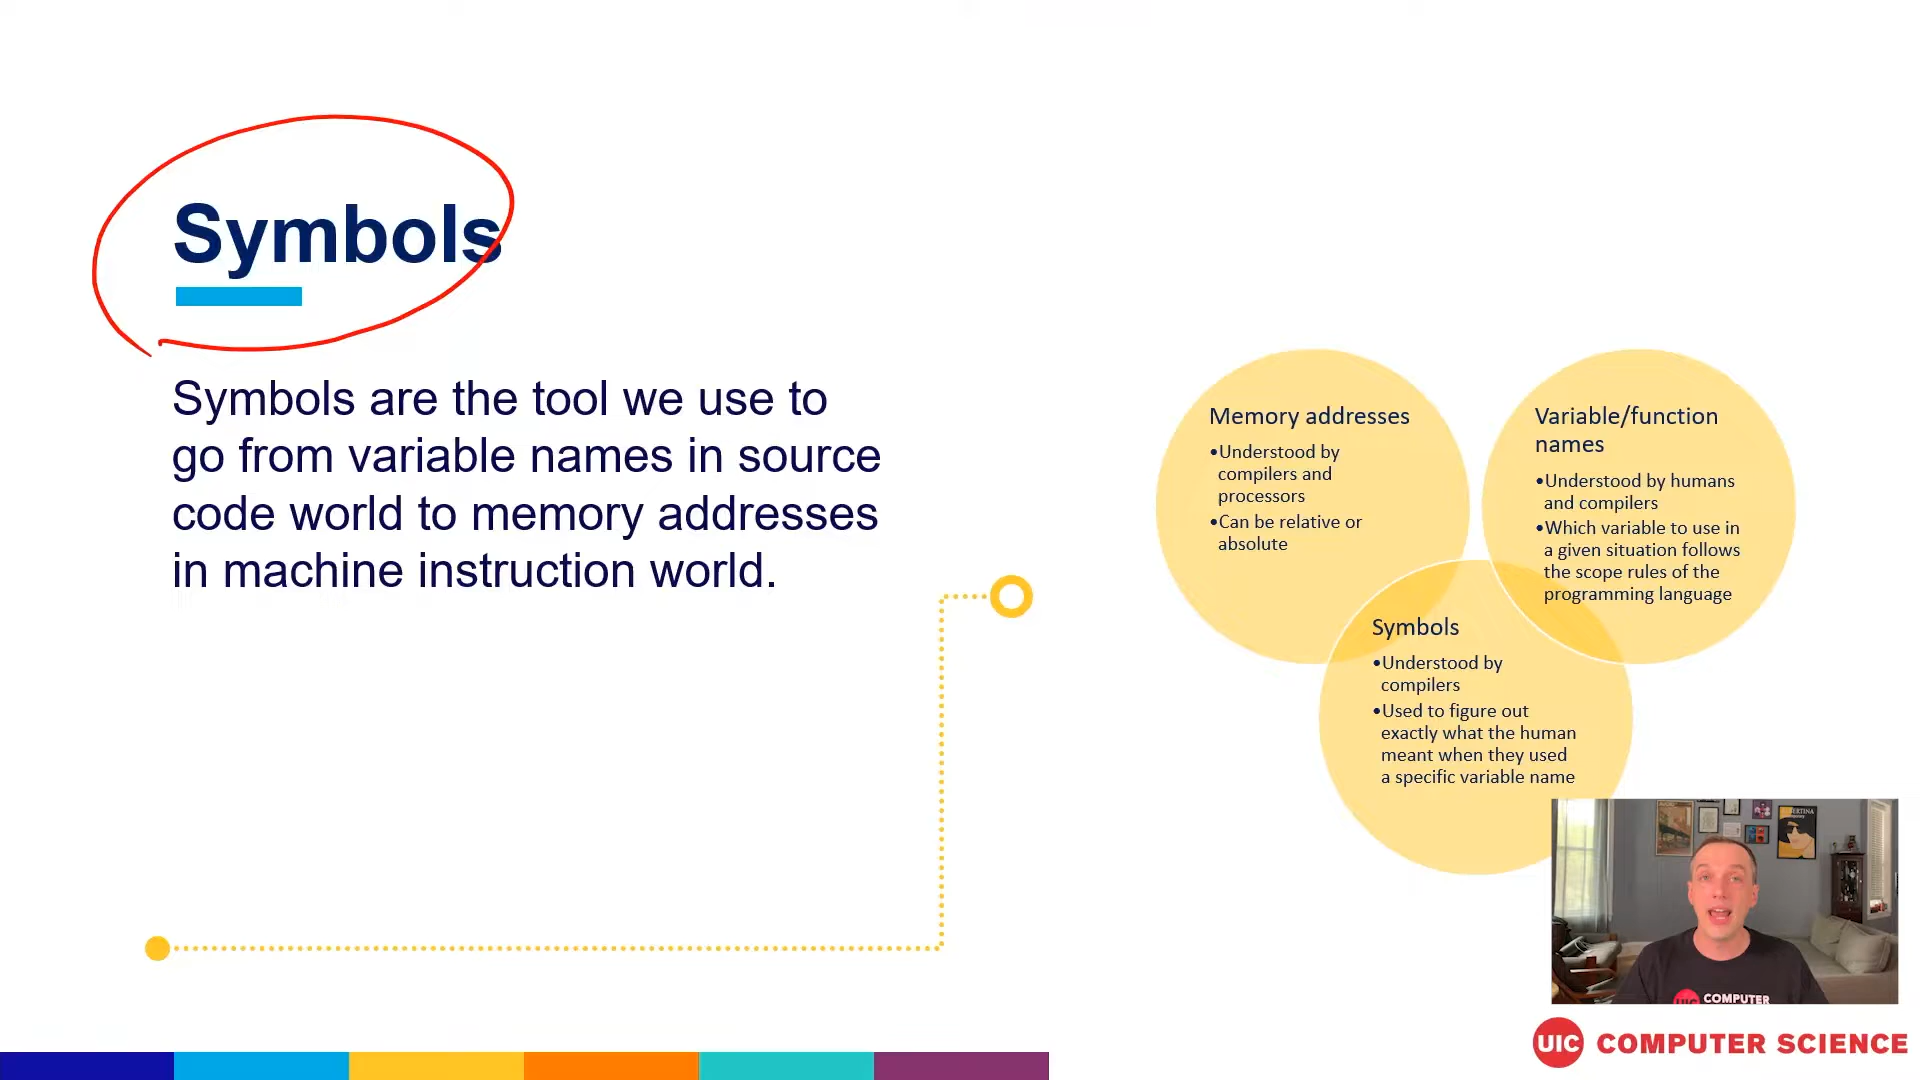 Symbols
Symbols are the tool we use to
go from variable names in source
code world to memory addresses
in machine instruction world.
Memory addresses
•Understood by
compilers and
processors
•Can be relative or
absolute
Variable/function
names
•Understood by humans
and compilers
•Which variable to use in
a given situation follows
the scope rules of the
programming language
Symbols
•Understood by
compilers
•Used to figure out
exactly what the human
meant when they used
a specific variable name
UIC COMPUTER
UIC COMPUTER SCIENCE